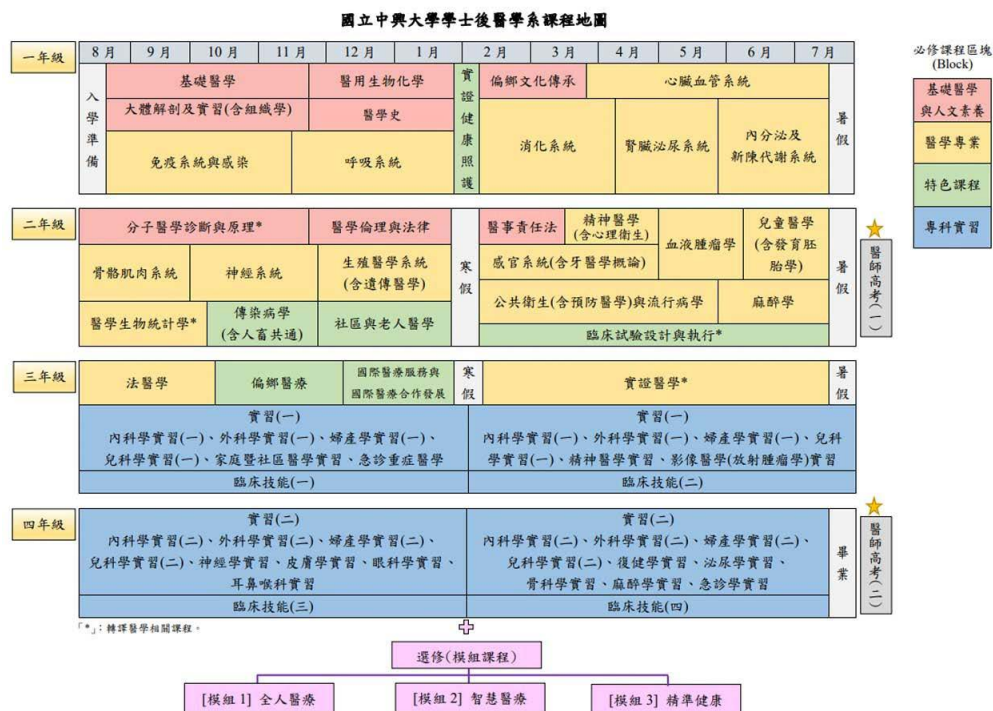 國立中興大學學士後醫學系課程地圖
一年級
8 月 9 月 10 月 11 月 12 月 1 月 2 月 3 月 4 月 5 月 6 月 7 月
入學準備
基礎醫學
醫用生物化學
實證健康照護
偏鄉文化傳承
心臟血管系統
暑假
大體解剖及實習(含組織學)
醫學史
免疫系統與感染
呼吸系統
消化系統
腎臟泌尿系統
內分泌及
新陳代謝系統
必修課程區塊
(Block)
基礎醫學
與人文素養
醫學專業
特色課程
專科實習
二年級
分子醫學診斷與原理*
醫學倫理與法律
寒假
醫事責任法
精神醫學
(含心理衛生)
血液腫瘤學
兒童醫學
(含發育胚
胎學)
暑假
醫師高考(一)
骨骼肌肉系統
神經系統
生殖醫學系統
(含遺傳醫學)
感官系統(含牙醫學概論)
公共衛生(含預防醫學)與流行病學
麻醉學
醫學生物統計學*
傳染病學
(含人畜共通)
社區與老人醫學
臨床試驗設計與執行*
三年級
法醫學
偏鄉醫療
國際醫療服務與
國際醫療合作發展
寒假
實證醫學*
暑假
實習(一)
內科學實習(一)、外科學實習(一)、婦產學實習(一)、
兒科學實習(一)、家庭暨社區醫學實習、急診重症醫學
實習(一)
內科學實習(一)、外科學實習(一)、婦產學實習(一)、兒科
學實習(一)、精神醫學實習、影像醫學(放射腫瘤學)實習
臨床技能(一)
臨床技能(二)
四年級
實習(二)
內科學實習(二)、外科學實習(二)、婦產學實習(二)、
兒科學實習(二)、神經學實習、皮膚學實習、眼科學實習、
耳鼻喉科實習
實習(二)
內科學實習(二)、外科學實習(二)、婦產學實習(二)、
兒科學實習(二)、復健學實習、泌尿學實習、
骨科學實習、麻醉學實習、急診學實習
畢業
醫師高考(二)
臨床技能(三)
臨床技能(四)
「*」: 轉譯醫學相關課程。
選修(模組課程)
[模組 1] 全人醫療
[模組 2] 智慧醫療
[模組 3] 精準健康